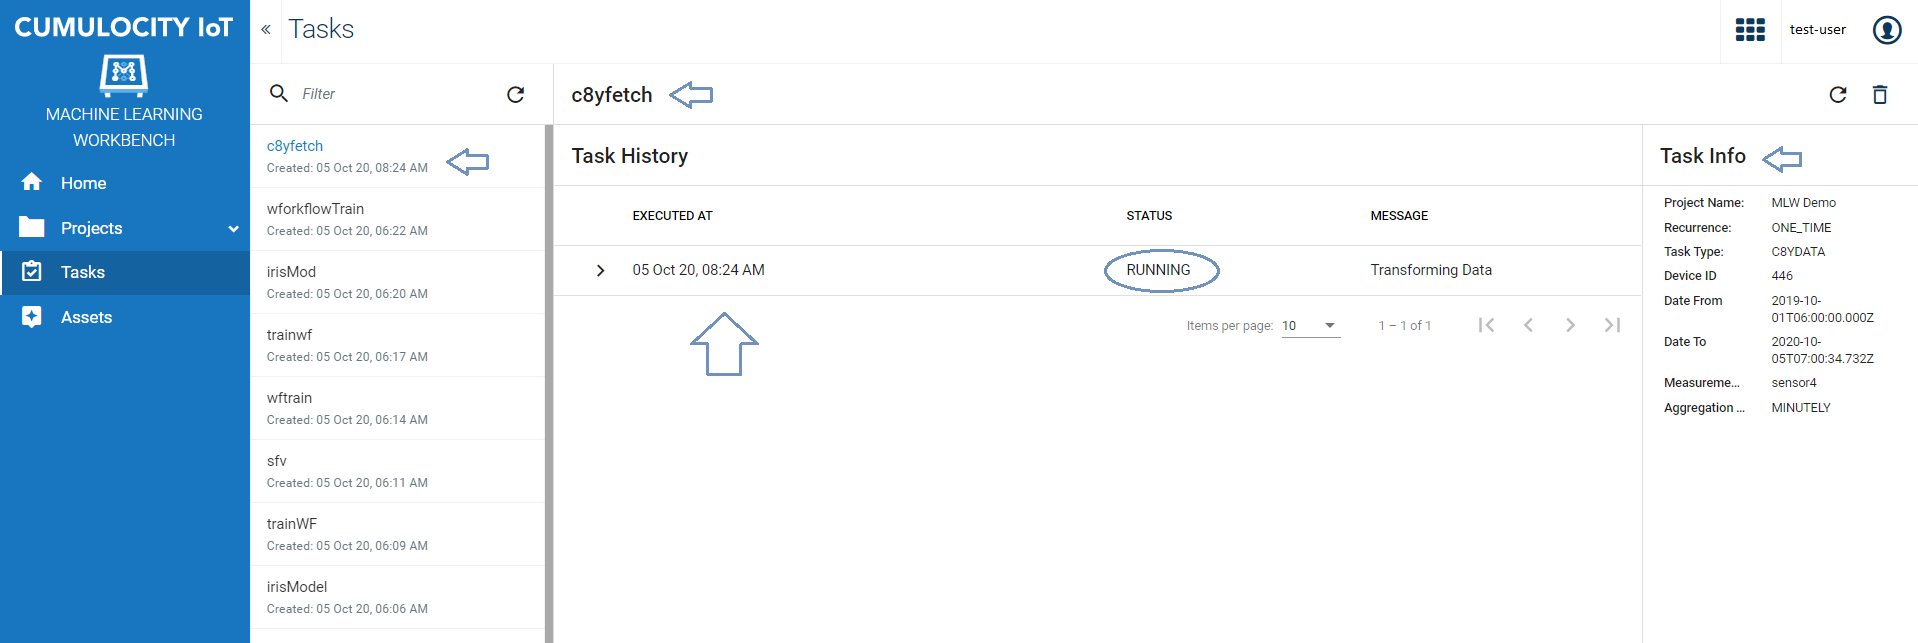 CUMULOCITY IoT
MACHINE LEARNING
WORKBENCH
Home
Projects
Tasks
Assets
« Tasks
test-user
Filter
c8yfetch
Created: 05 Oct 20, 08:24 AM
wforkflowTrain
Created: 05 Oct 20, 06:22 AM
irisMod
Created: 05 Oct 20, 06:20 AM
trainwf
Created: 05 Oct 20, 06:17 AM
wftrain
Created: 05 Oct 20, 06:14 AM
sfv
Created: 05 Oct 20, 06:11 AM
trainWF
Created: 05 Oct 20, 06:09 AM
irisModel
Created: 05 Oct 20, 06:06 AM
c8yfetch
Task History
EXECUTED AT STATUS MESSAGE
05 Oct 20, 08:24 AM RUNNING Transforming Data
Items per page: 10 1 – 1 of 1
Task Info
Project Name: MLW Demo
Recurrence: ONE_TIME
Task Type: C8YDATA
Device ID 446
Date From 2019-10-
01T06:00:00.000Z
Date To 2020-10-
05T07:00:34.732Z
Measureme... sensor4
Aggregation ... MINUTELY